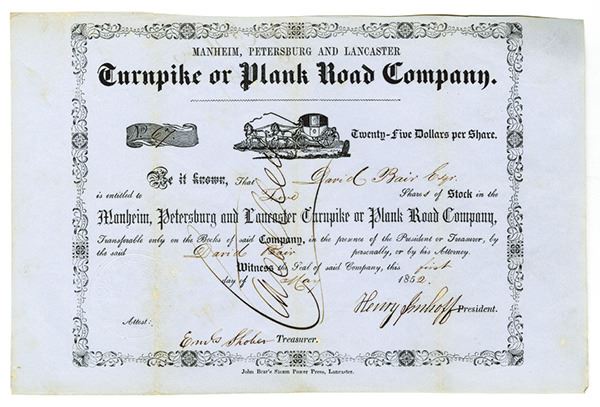 MANHEIM, PETERSBURG AND LANCASTER
Turnpike or Plank Road Company.
No 67
Twenty-Five Dollars per Share.
Be it known, That David Bair Esqr.
is entitled to Two Shares of Stock in the
Manheim, Petersburg and Lancaster Turnpike or Plank Road Company,
Transferable only on the Books of said Company, in the presence of the President or Treasurer, by
the said David Bair personally, or by his Attorney.
Witness the Seal of said Company, this first
day of May 1852.
Cancelled
Henry Imhoff President.
Attest:
Shober Treasurer.
John Bear's Steam Power Press, Lancaster.